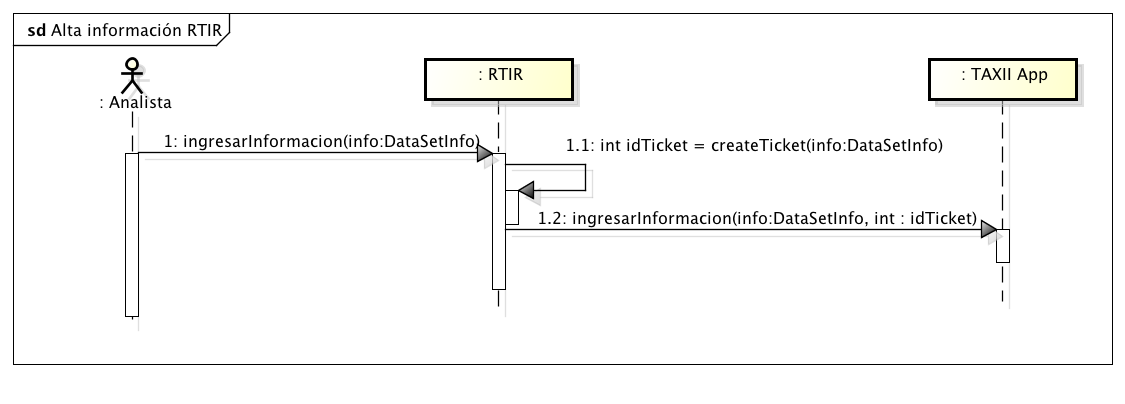 sd Alta información RTIR
: Analista
: RTIR
: TAXII App
1: ingresarInformacion(info:DataSetInfo)
1.1: int idTicket = createTicket(info:DataSetInfo)
1.2: ingresarInformacion(info:DataSetInfo, int : idTicket)